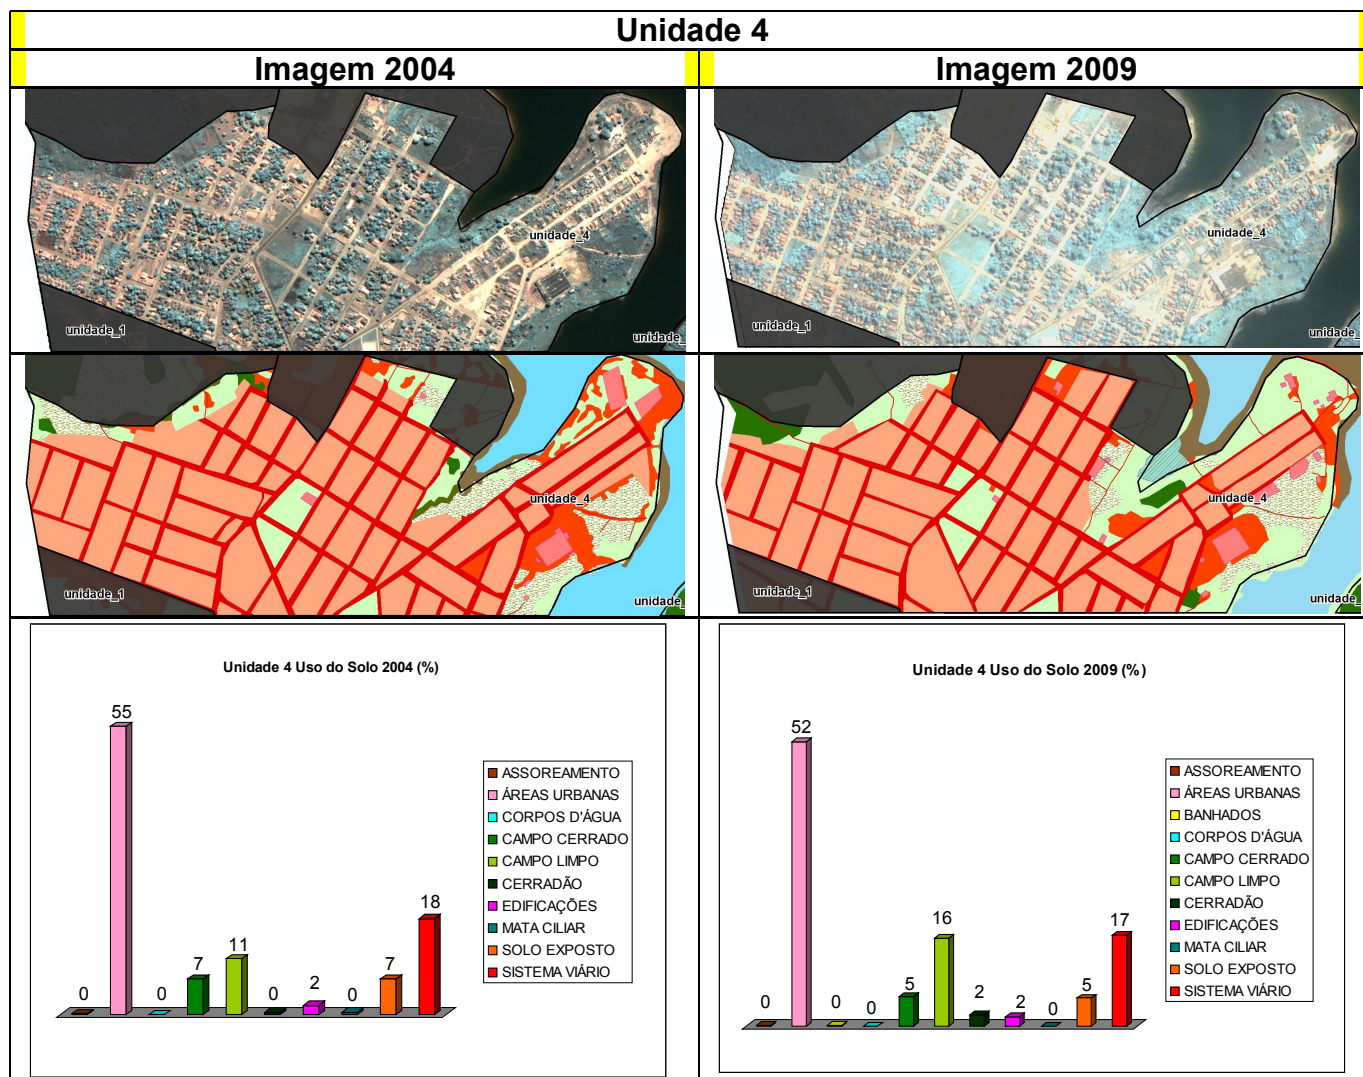 Unidade 4
Imagem 2004
Imagem 2009
unidade_4
unidade_1
unidade_
unidade_4
unidade_1
unidade_
unidade_4
unidade_1
unidade_
unidade_4
unidade_1
unidade_
Unidade 4 Uso do Solo 2004 (%)
55
18
11
7
7
2
0
0
0
0
ASSOREAMENTO
ÁREAS URBANAS
CORPOS D'ÁGUA
CAMPO CERRADO
CAMPO LIMPO
CERRADÃO
EDIFICAÇÕES
MATA CILIAR
SOLO EXPOSTO
SISTEMA VIÁRIO
Unidade 4 Uso do Solo 2009 (%)
52
16
17
5
2
2
5
0
0
0
0
ASSOREAMENTO
ÁREAS URBANAS
BANHADOS
CORPOS D'ÁGUA
CAMPO CERRADO
CAMPO LIMPO
CERRADÃO
EDIFICAÇÕES
MATA CILIAR
SOLO EXPOSTO
SISTEMA VIÁRIO